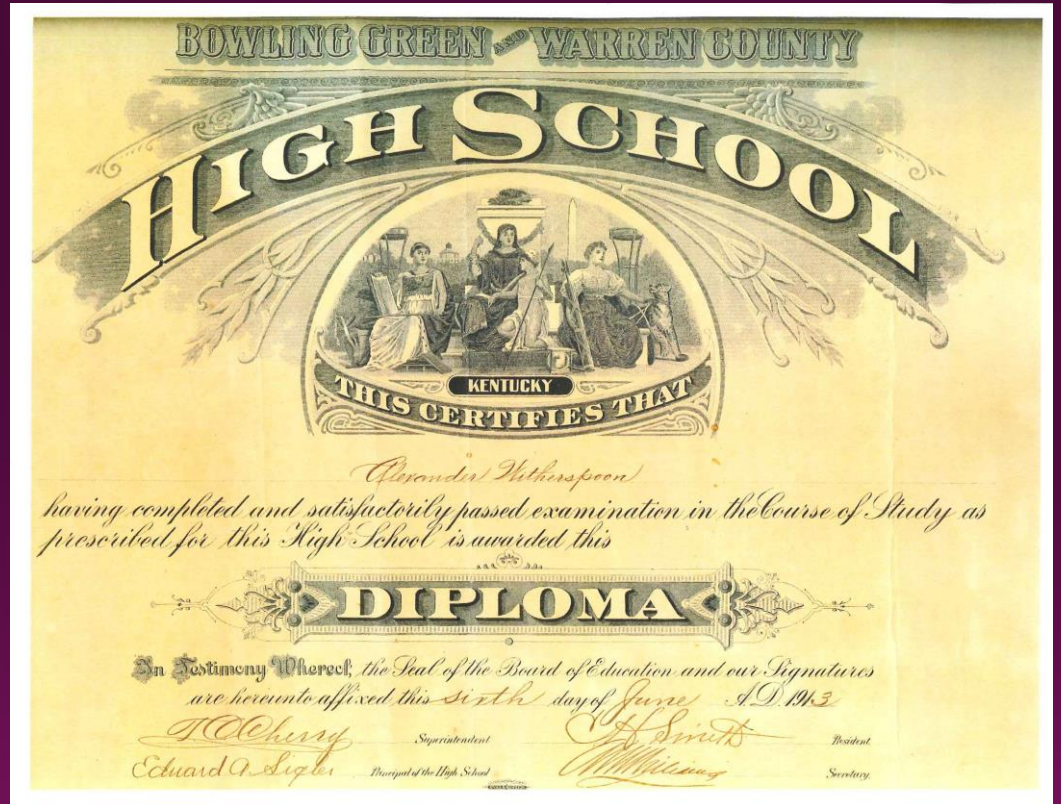 BOWLING GREEN AND WARREN COUNTY
HIGH SCHOOL
KENTUCKY
THIS CERTIFIES THAT
Alexander Witherspoon
having completed and satisfactorily passed examination in the Course of Study as
prescribed for this High School is awarded this
DIPLOMA
In Testimony Whereof, the Seal of the Board of Education and our Signatures
are hereunto affixed this sixth day of June A.D. 1913
T C Cherry Superintendent Smith President
Edward A. Sigler Principal of the High School Secretary